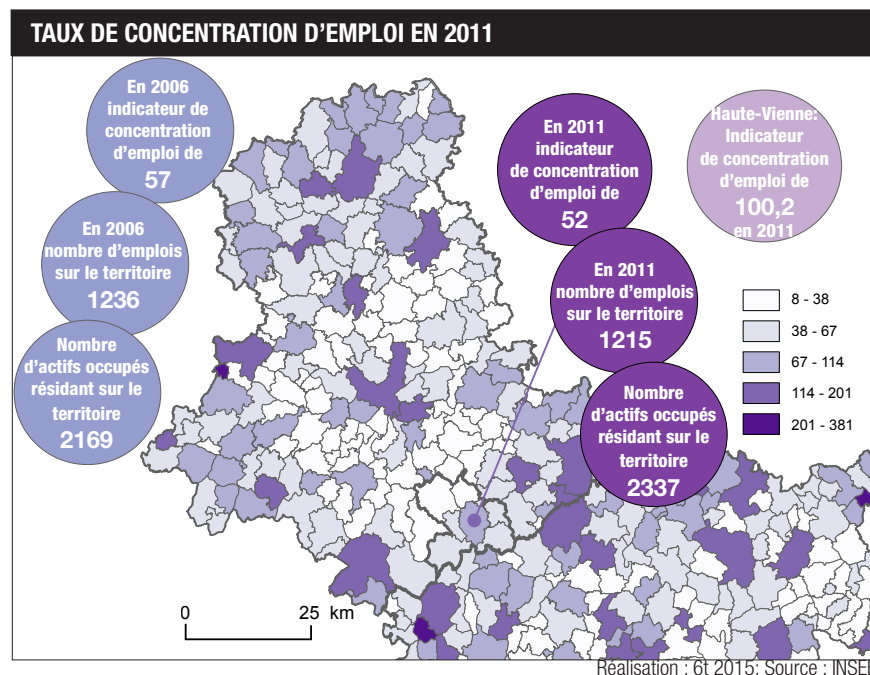 TAUX DE CONCENTRATION D'EMPLOI EN 2011
En 2006
indicateur de
concentration
d'emploi de
57
En 2006
nombre d'emplois
sur le territoire
1236
Nombre
d'actifs occupés
résidant sur le
territoire
2169
En 2011
indicateur
de concentration
d'emploi de
52
En 2011
nombre d'emplois
sur le territoire
1215
Nombre
d'actifs occupés
résidant sur le
territoire
2337
Haute-Vienne:
Indicateur
de concentration
d'emploi de
100,2
en 2011
8 - 38
38 - 67
67 - 114
114 - 201
201 - 381
0 25 km
Réalisation : 6t 2015; Source : INSEE